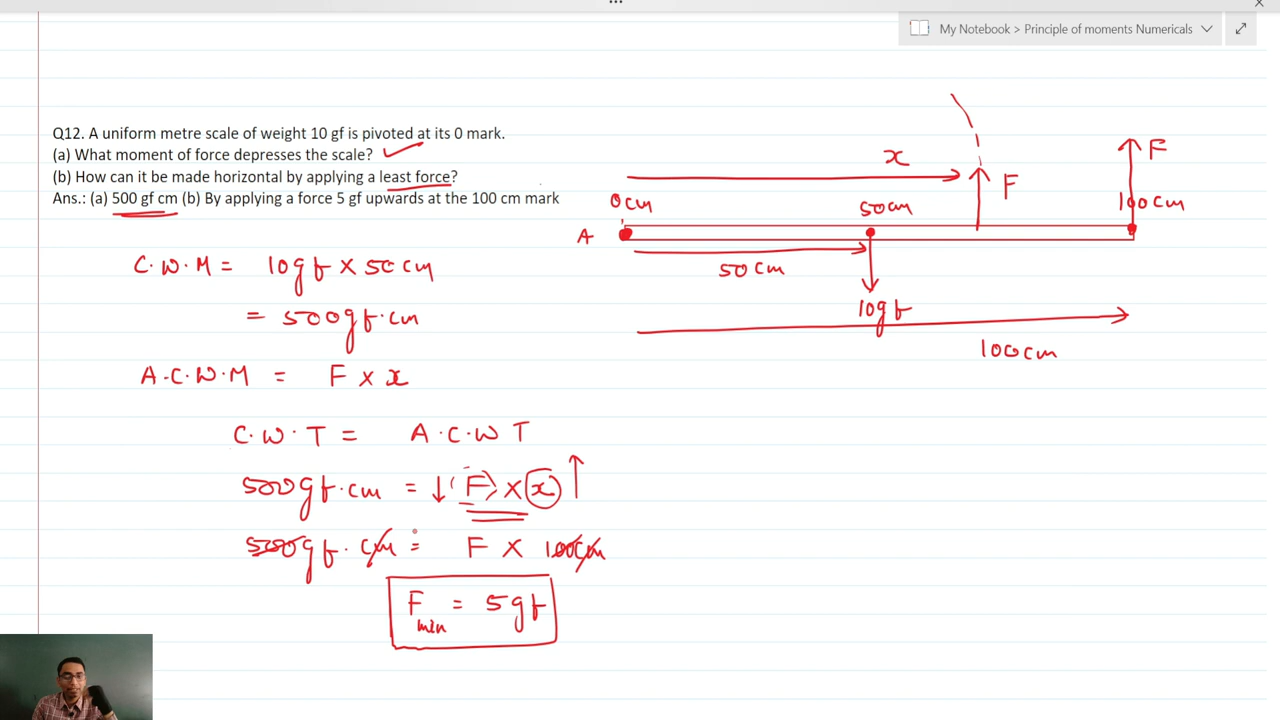 My Notebook > Principle of moments Numericals
Q12. A uniform metre scale of weight 10 gf is pivoted at its 0 mark.
(a) What moment of force depresses the scale?
(b) How can it be made horizontal by applying a least force?
Ans.: (a) 500 gf cm (b) By applying a force 5 gf upwards at the 100 cm mark
x
F
F
0cm
50cm
100cm
A
50cm
10gf
100cm
C.W.M = 10gf × 50cm
= 500gf.cm
A.C.W.M = F × x
C.W.T = A.C.W T
500gf.cm = ↓(F) × x ↑
500gf.cm = F × 100cm
Fmin = 5gf